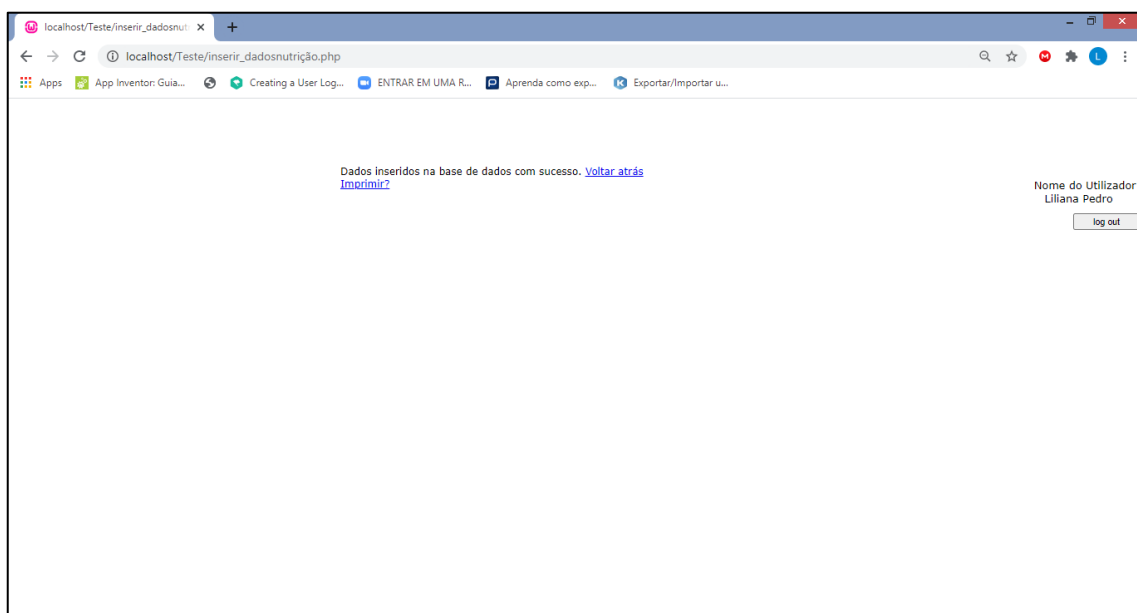 localhost/Teste/inserir_dadosnut
localhost/Teste/inserir_dadosnutrição.php
Apps App Inventor: Guia... Creating a User Log... ENTRAR EM UMA R... Aprenda como exp... Exportar/Importar u...
Dados inseridos na base de dados com sucesso. Voltar atrás
Imprimir?
Nome do Utilizador
Liliana Pedro
log out